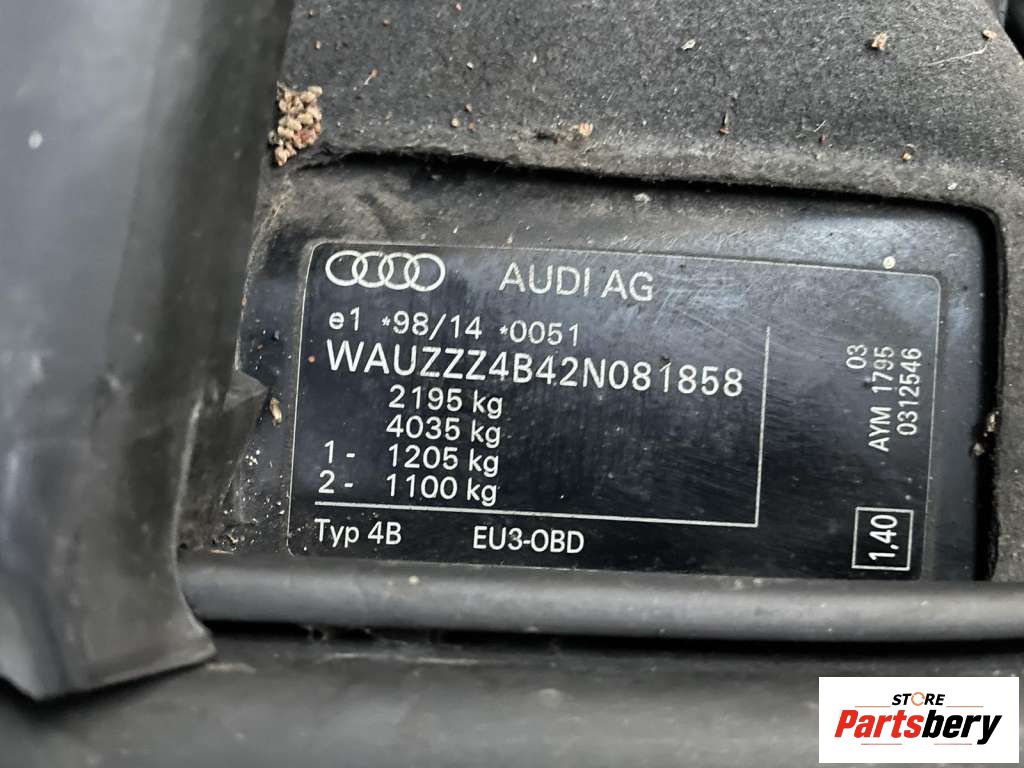 AUDI AG
e1 *98/14 *0051
WAUZZZ4B42N081858
2195 kg
4035 kg
1- 1205 kg
2- 1100 kg
Typ 4B EU3-OBD
03
AYM 1795
0312546
1.40
STORE
Partsbery